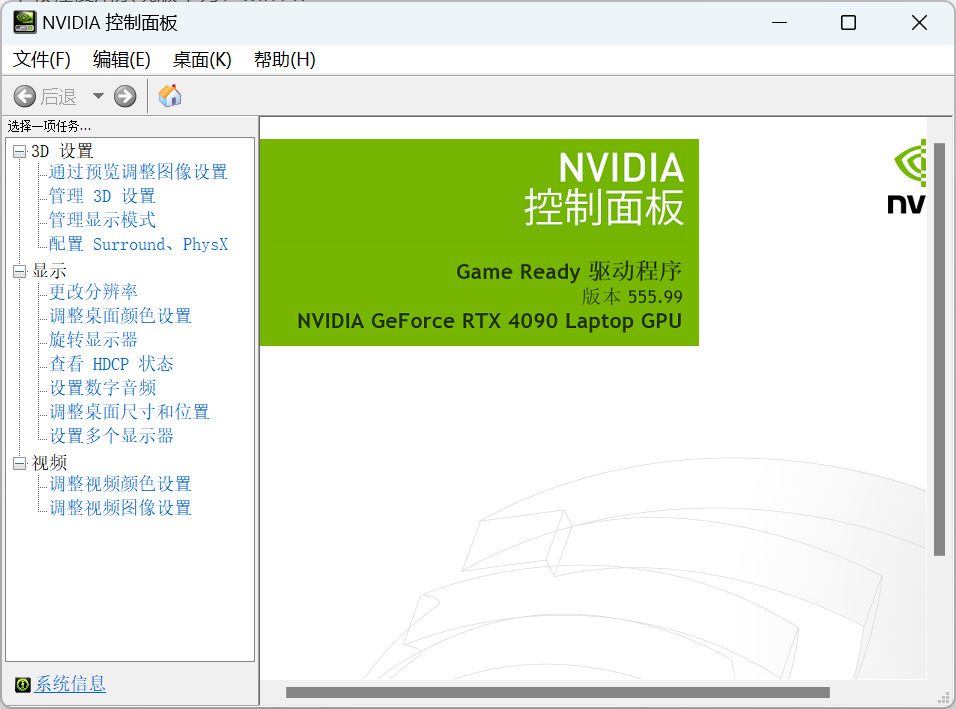 NVIDIA 控制面板
文件(F) 编辑(E) 桌面(K) 帮助(H)
后退
选择一项任务...
3D 设置
通过预览调整图像设置
管理 3D 设置
管理显示模式
配置 Surround、PhysX
显示
更改分辨率
调整桌面颜色设置
旋转显示器
查看 HDCP 状态
设置数字音频
调整桌面尺寸和位置
设置多个显示器
视频
调整视频颜色设置
调整视频图像设置
系统信息
NVIDIA
控制面板
Game Ready 驱动程序
版本 555.99
NVIDIA GeForce RTX 4090 Laptop GPU
nv